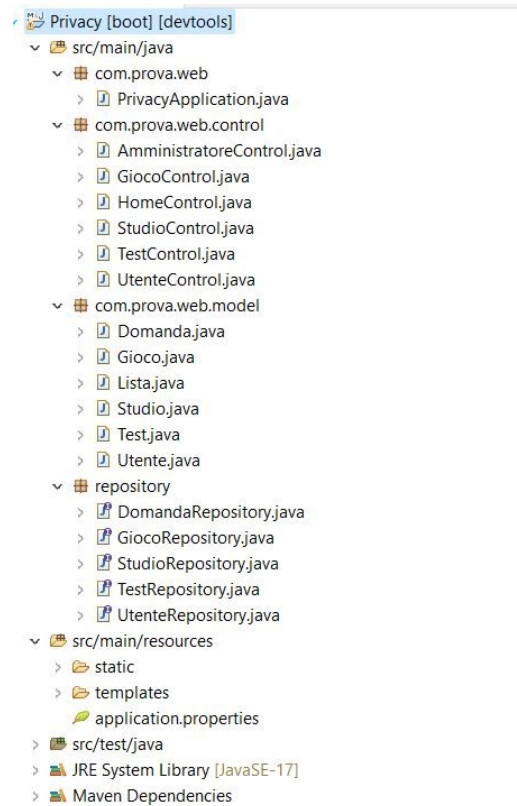 Privacy [boot] [devtools]
src/main/java
com.prova.web
PrivacyApplication.java
com.prova.web.control
AmministratoreControl.java
GiocoControl.java
HomeControl.java
StudioControl.java
TestControl.java
UtenteControl.java
com.prova.web.model
Domanda.java
Gioco.java
Lista.java
Studio.java
Test.java
Utente.java
repository
DomandaRepository.java
GiocoRepository.java
StudioRepository.java
TestRepository.java
UtenteRepository.java
src/main/resources
static
templates
application.properties
src/test/java
JRE System Library [JavaSE-17]
Maven Dependencies